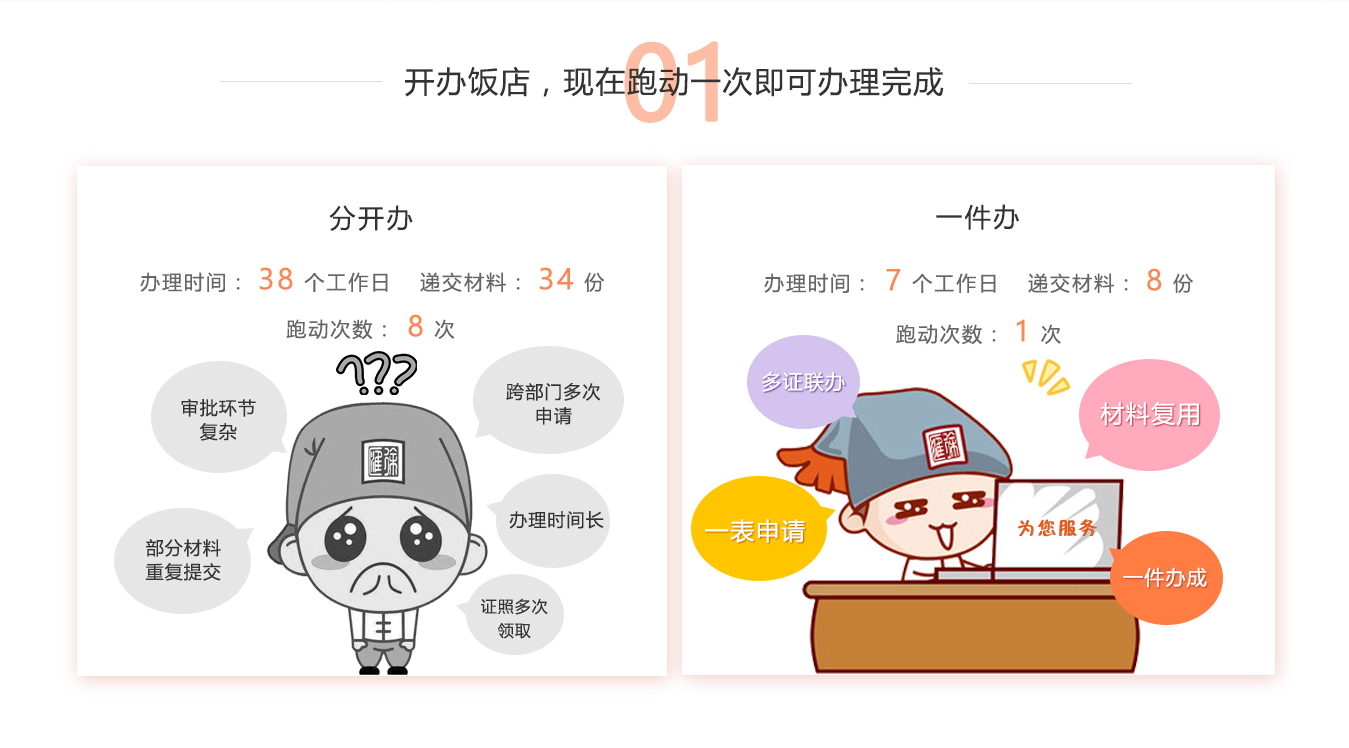 01
开办饭店，现在跑动一次即可办理完成
分开办
办理时间： 38 个工作日 递交材料： 34 份
跑动次数： 8 次
???
审批环节
复杂
跨部门多次
申请
办理时间长
部分材料
重复提交
证照多次
领取
一件办
办理时间： 7 个工作日 递交材料： 8 份
跑动次数： 1 次
多证联办
材料复用
一表申请
为您服务
一件办成